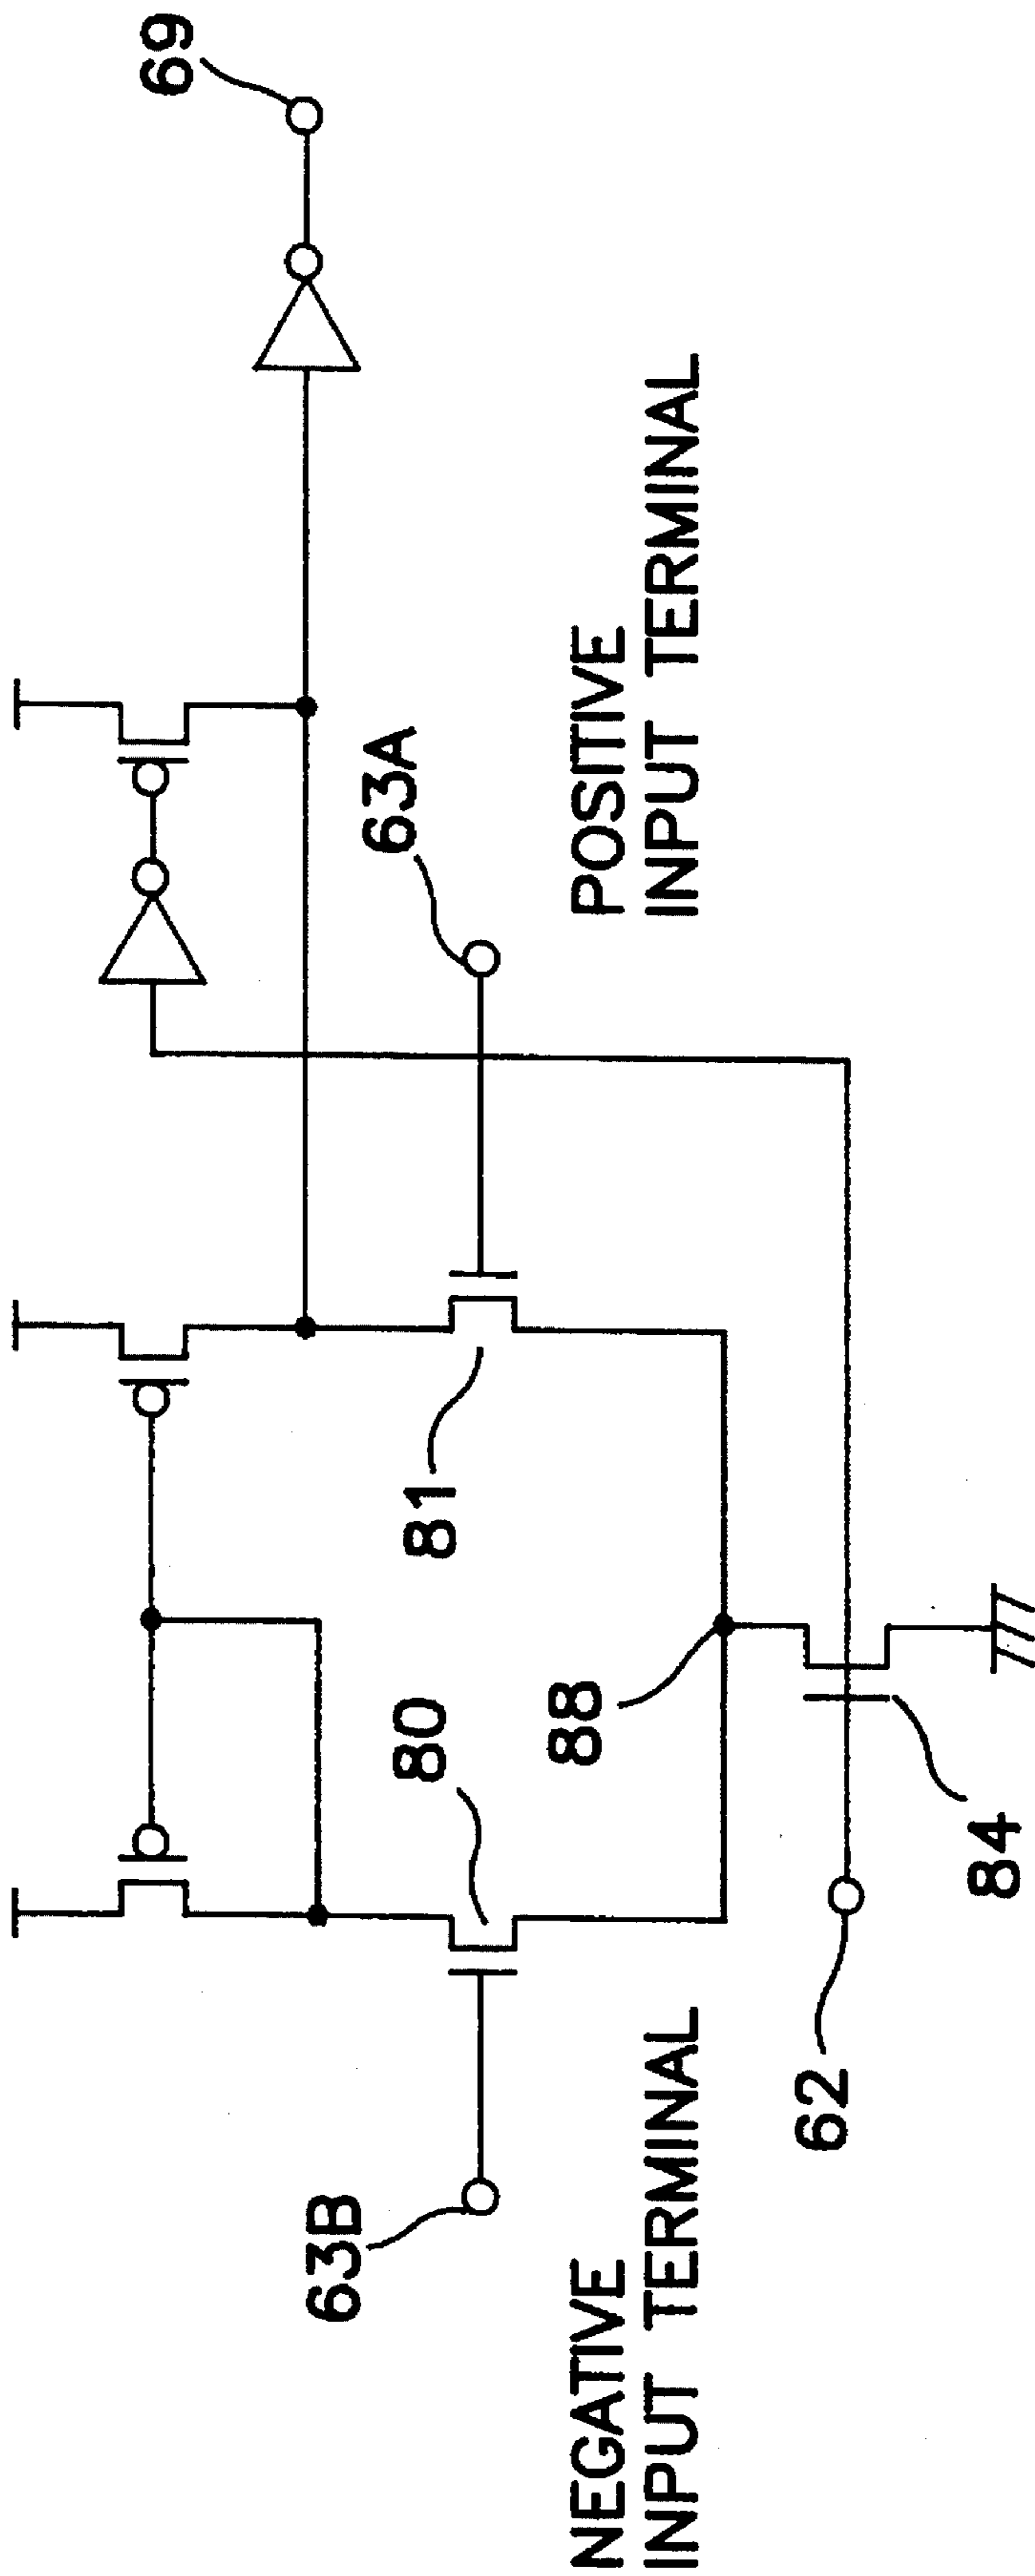 69
63A
POSITIVE
INPUT TERMINAL
81
80
88
63B
NEGATIVE
INPUT TERMINAL
62
84